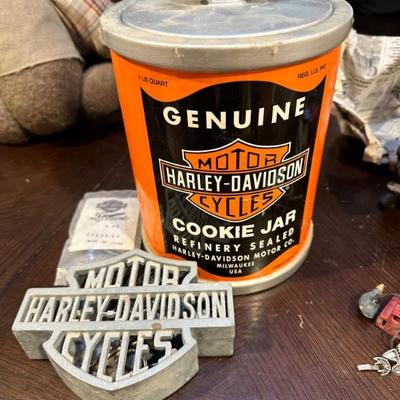 1 US QUART
REG. U.S. PAT.
GENUINE
MOTOR
HARLEY-DAVIDSON
CYCLES
COOKIE JAR
REFINERY SEALED
HARLEY-DAVIDSON MOTOR CO.
MILWAUKEE
USA
MOTOR
HARLEY-DAVIDSON
CYCLES